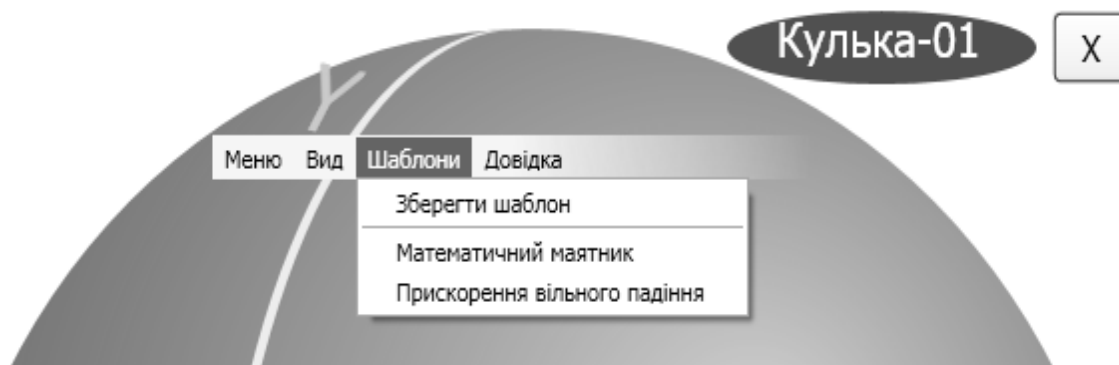 Кулька-01
X
Y
Меню Вид Шаблони Довідка
Зберегти шаблон
Математичний маятник
Прискорення вільного падіння